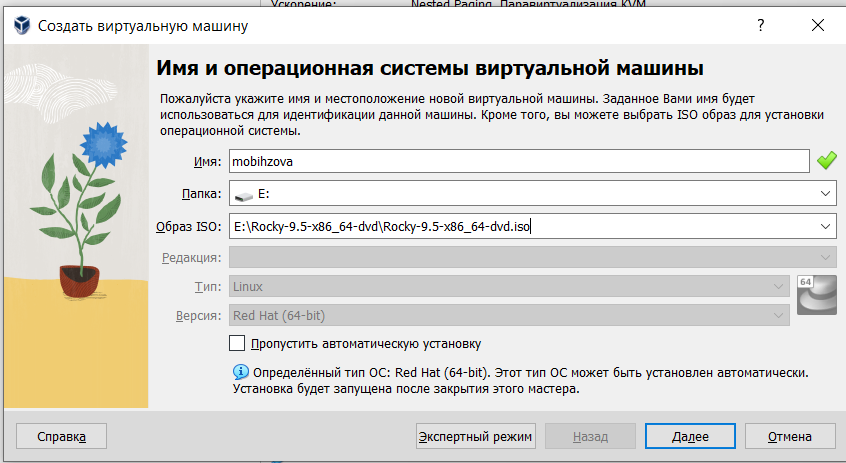 Ускорение: Nested Paging, Паравиртуализация KVM
Создать виртуальную машину
?
Имя и операционная системы виртуальной машины
Пожалуйста укажите имя и местоположение новой виртуальной машины. Заданное Вами имя будет
использоваться для идентификации данной машины. Кроме того, вы можете выбрать ISO образ для установки
операционной системы.
Имя: mobihzova
Папка: E:
Образ ISO: E:\Rocky-9.5-x86_64-dvd\Rocky-9.5-x86_64-dvd.iso
Редакция:
Тип: Linux
64
Версия: Red Hat (64-bit)
Пропустить автоматическую установку
Определённый тип ОС: Red Hat (64-bit). Этот тип ОС может быть установлен автоматически.
Установка будет запущена после закрытия этого мастера.
Справка Экспертный режим Назад Далее Отмена